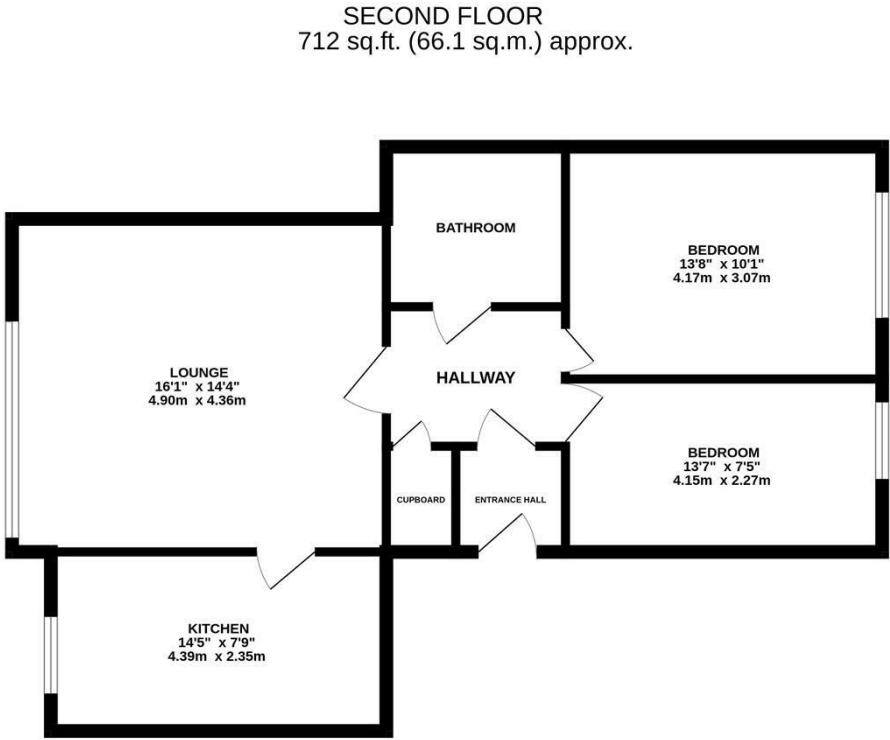 SECOND FLOOR
712 sq.ft. (66.1 sq.m.) approx.
BATHROOM
BEDROOM
13'8" x 10'1"
4.17m x 3.07m
LOUNGE
16'1" x 14'4"
4.90m x 4.36m
HALLWAY
BEDROOM
13'7" x 7'5"
4.15m x 2.27m
CUPBOARD
ENTRANCE HALL
KITCHEN
14'5" x 7'9"
4.39m x 2.35m